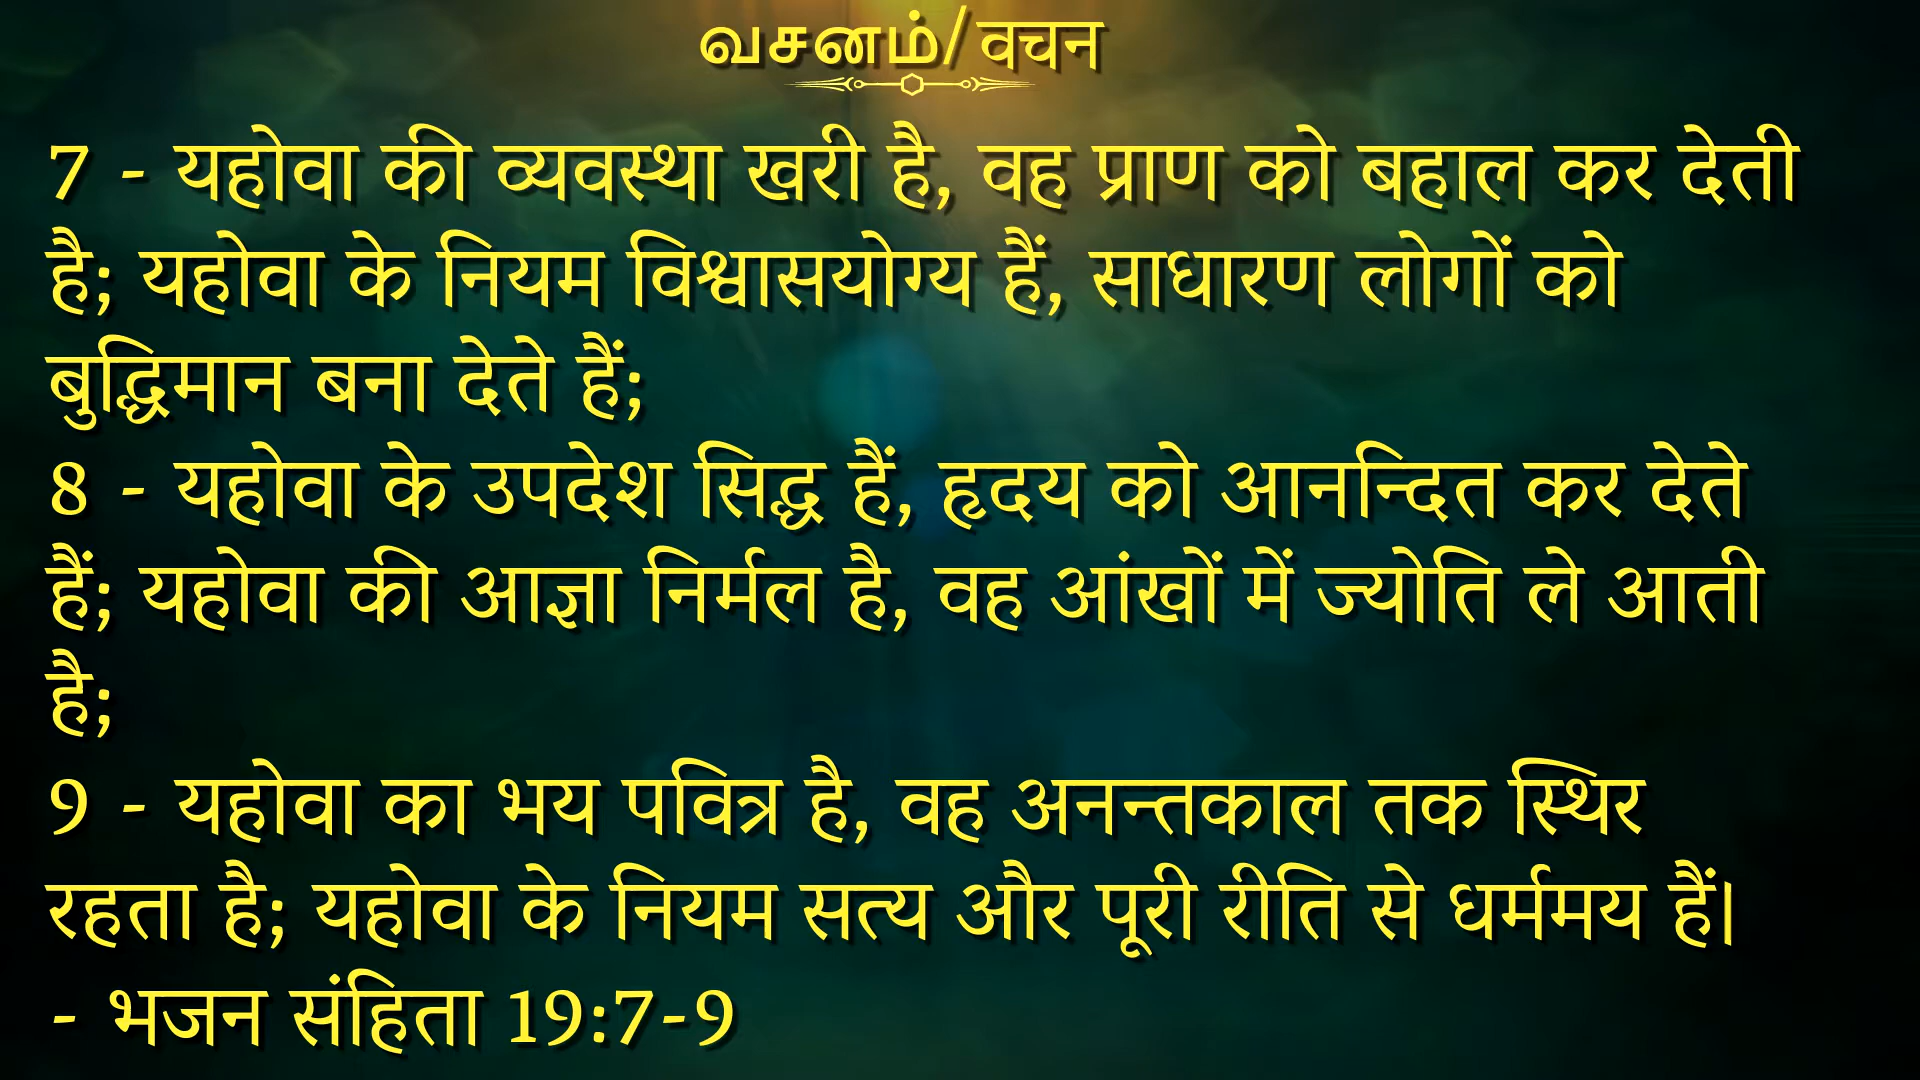 வசனம்/वचन
7 - यहोवा की व्यवस्था खरी है, वह प्राण को बहाल कर देती
है; यहोवा के नियम विश्वासयोग्य हैं, साधारण लोगों को
बुद्धिमान बना देते हैं;
8 - यहोवा के उपदेश सिद्ध हैं, हृदय को आनन्दित कर देते
हैं; यहोवा की आज्ञा निर्मल है, वह आंखों में ज्योति ले आती
है;
9 - यहोवा का भय पवित्र है, वह अनन्तकाल तक स्थिर
रहता है; यहोवा के नियम सत्य और पूरी रीति से धर्ममय हैं|
- भजन संहिता 19:7-9